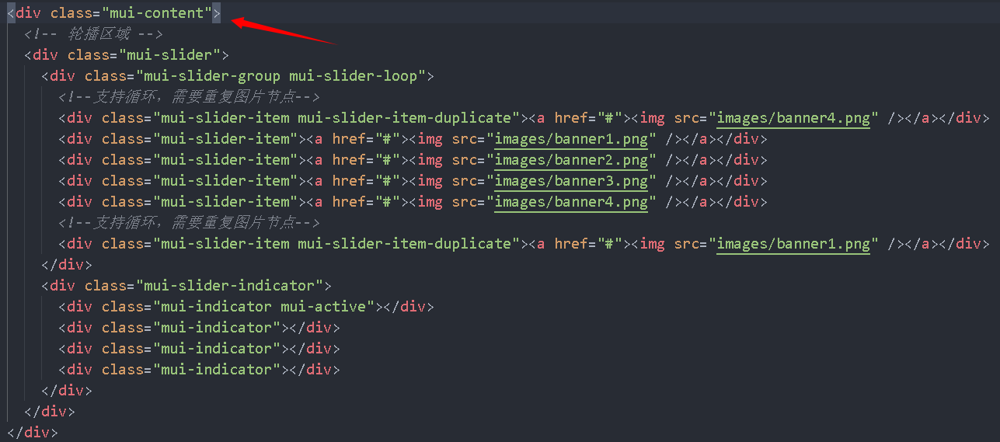 <div class="mui-content">
<!-- 轮播区域 -->
<div class="mui-slider">
<div class="mui-slider-group mui-slider-loop">
<!--支持循环，需要重复图片节点-->
<div class="mui-slider-item mui-slider-item-duplicate"><a href="#"><img src="images/banner4.png" /></a></div>
<div class="mui-slider-item"><a href="#"><img src="images/banner1.png" /></a></div>
<div class="mui-slider-item"><a href="#"><img src="images/banner2.png" /></a></div>
<div class="mui-slider-item"><a href="#"><img src="images/banner3.png" /></a></div>
<div class="mui-slider-item"><a href="#"><img src="images/banner4.png" /></a></div>
<!--支持循环，需要重复图片节点-->
<div class="mui-slider-item mui-slider-item-duplicate"><a href="#"><img src="images/banner1.png" /></a></div>
</div>
<div class="mui-slider-indicator">
<div class="mui-indicator mui-active"></div>
<div class="mui-indicator"></div>
<div class="mui-indicator"></div>
<div class="mui-indicator"></div>
</div>
</div>
</div>